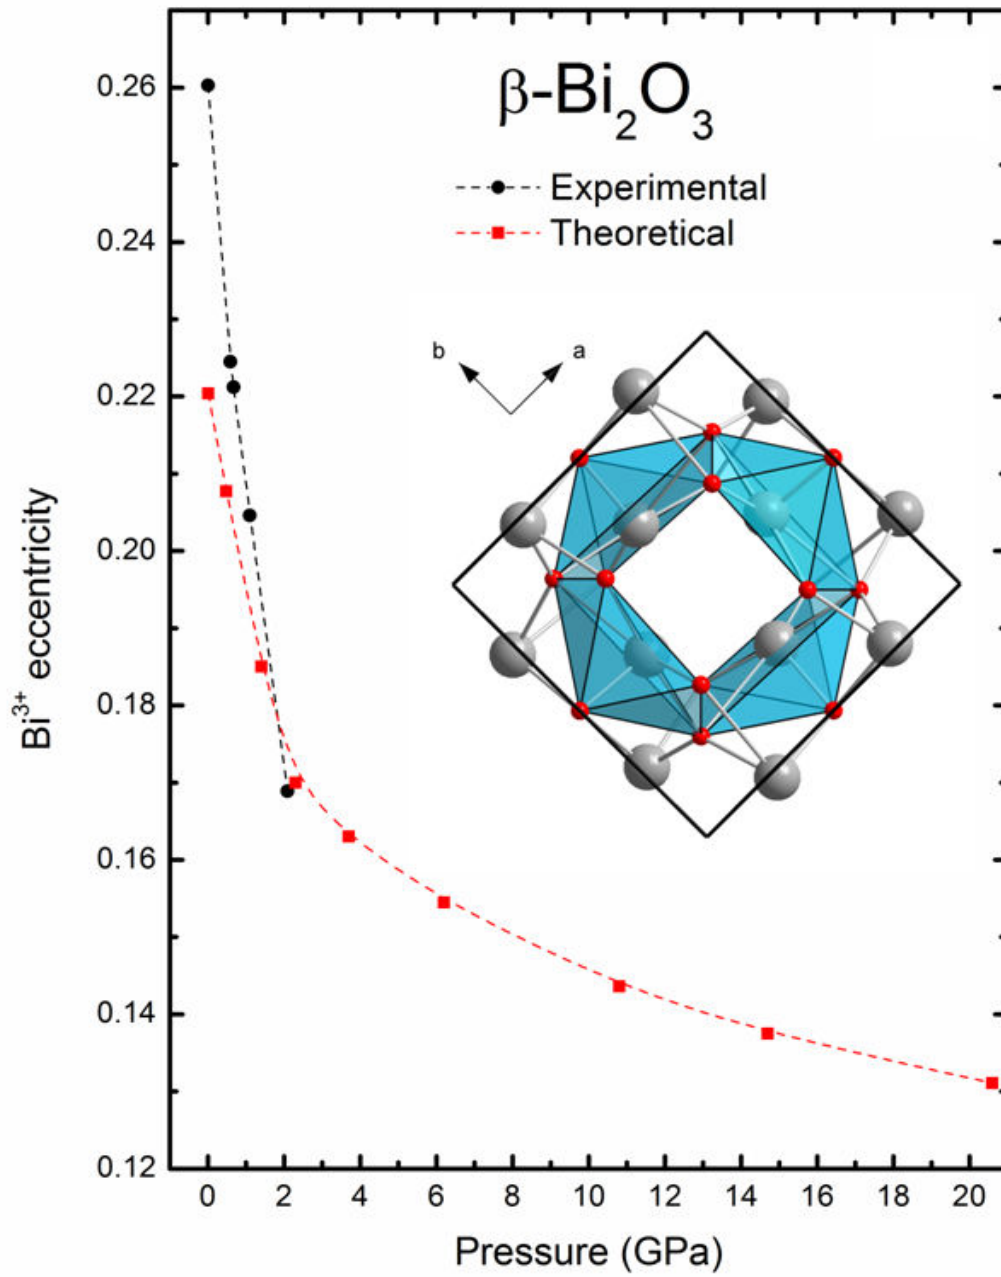 β-Bi₂O₃
Experimental
Theoretical
b
a
0.26
0.24
0.22
0.20
0.18
0.16
0.14
0.12
Bi³⁺ eccentricity
0 2 4 6 8 10 12 14 16 18 20
Pressure (GPa)